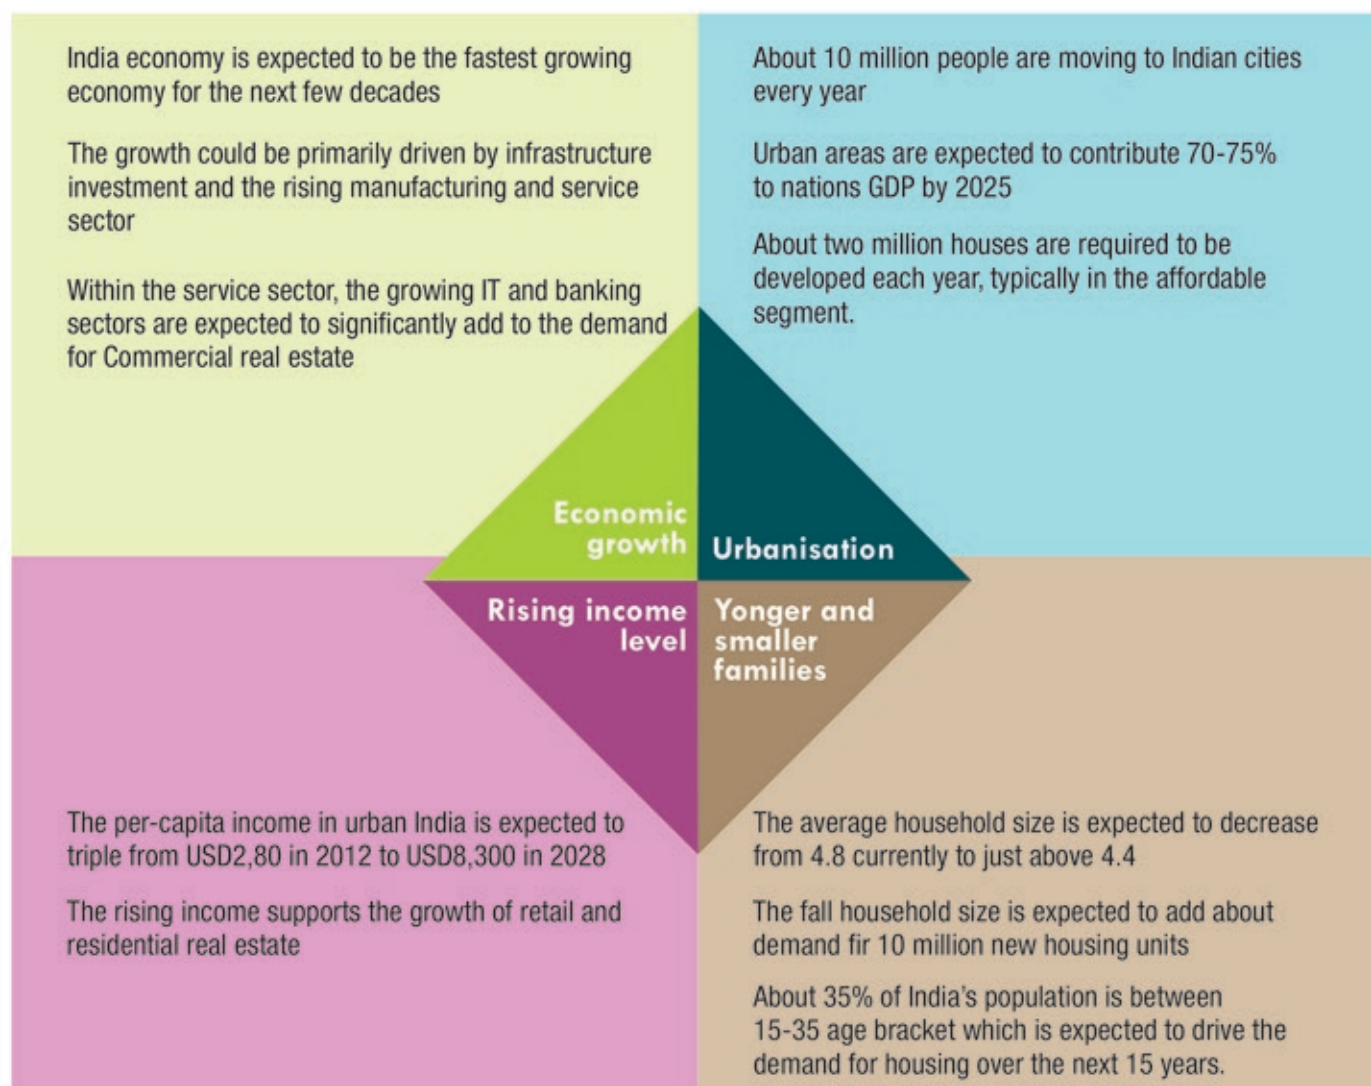 India economy is expected to be the fastest growing
economy for the next few decades
The growth could be primarily driven by infrastructure
investment and the rising manufacturing and service
sector
Within the service sector, the growing IT and banking
sectors are expected to significantly add to the demand
for Commercial real estate
Economic
growth
About 10 million people are moving to Indian cities
every year
Urban areas are expected to contribute 70-75%
to nations GDP by 2025
About two million houses are required to be
developed each year, typically in the affordable
segment.
Urbanisation
Rising income
level
The per-capita income in urban India is expected to
triple from USD2,80 in 2012 to USD8,300 in 2028
The rising income supports the growth of retail and
residential real estate
Yonger and
smaller
families
The average household size is expected to decrease
from 4.8 currently to just above 4.4
The fall household size is expected to add about
demand fir 10 million new housing units
About 35% of India's population is between
15-35 age bracket which is expected to drive the
demand for housing over the next 15 years.